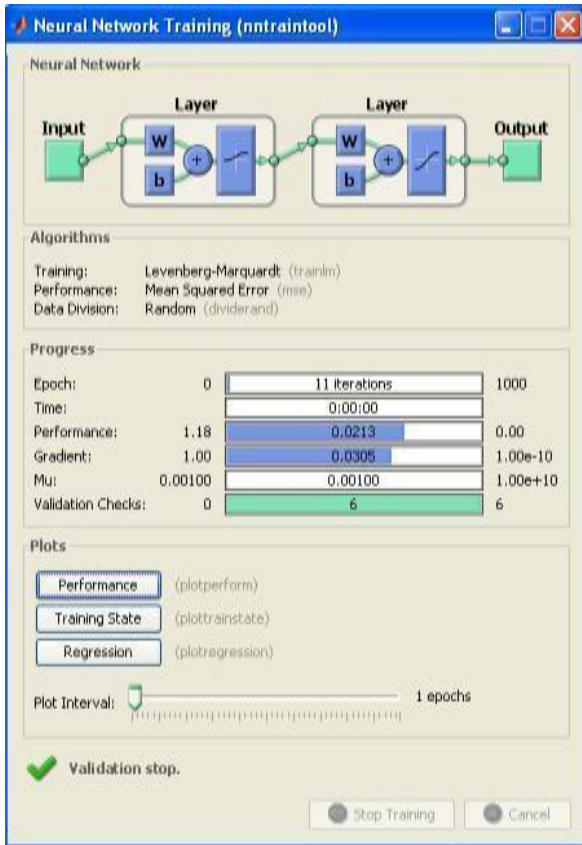 Neural Network Training (nntraintool)
Neural Network
Layer Layer
Input Output
W W
b b
+ +
Algorithms
Training: Levenberg-Marquardt (trainlm)
Performance: Mean Squared Error (mse)
Data Division: Random (dividerand)
Progress
Epoch: 0 11 iterations 1000
Time: 0:00:00
Performance: 1.18 0.0213 0.00
Gradient: 1.00 0.0305 1.00e-10
Mu: 0.00100 0.00100 1.00e+10
Validation Checks: 0 6 6
Plots
Performance (plotperform)
Training State (plottrainstate)
Regression (plotregression)
Plot Interval: 1 epochs
Validation stop.
Stop Training Cancel